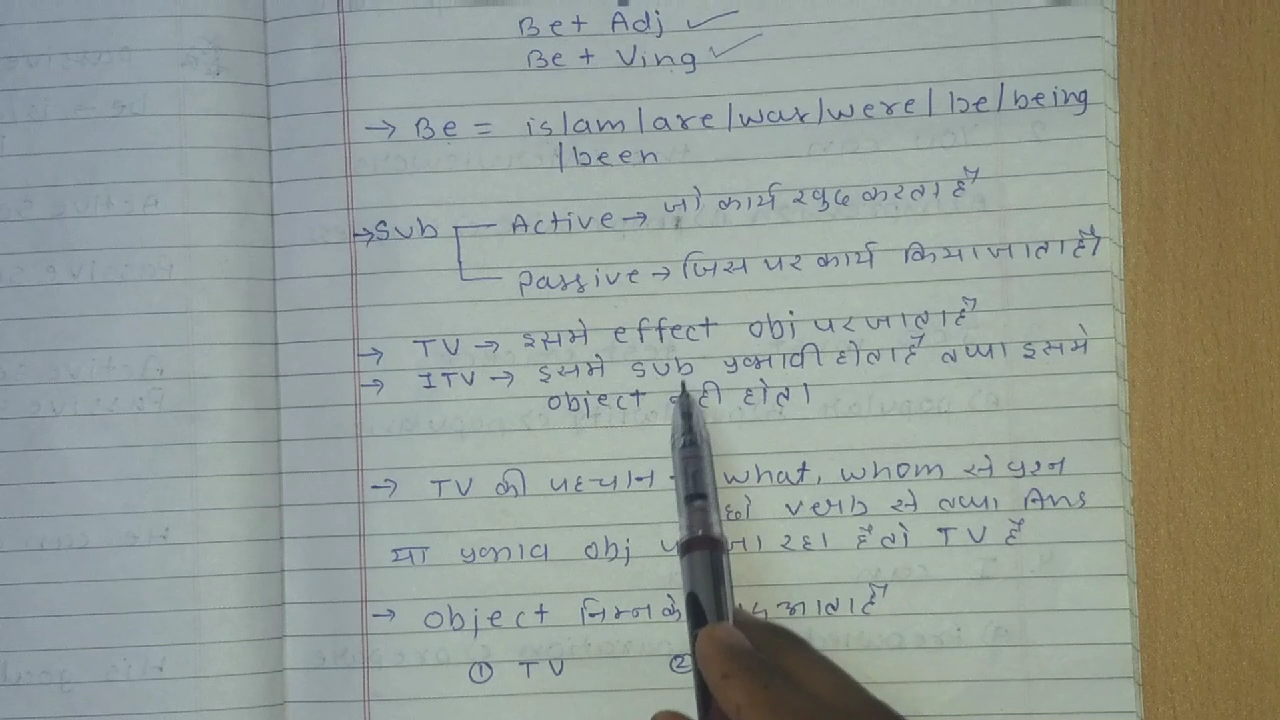 Be + Adj ✓
Be + Ving ✓
→ Be = is/am/are/was/were/be/being
/been
→ Sub Active → जो कार्य खुद करता है
Passive → जिस पर कार्य किया जाता है
→ TV → इसमे effect obj पर जाता है
→ ITV → इसमे sub प्रभावी होता है तथा इसमे
object नही होता।
→ TV की पहचान - what, whom से प्रश्न
verb से तथा Ans
या प्रभाव obj जा रहा है तो TV है
→ object निम्न के आता है
① TV ②